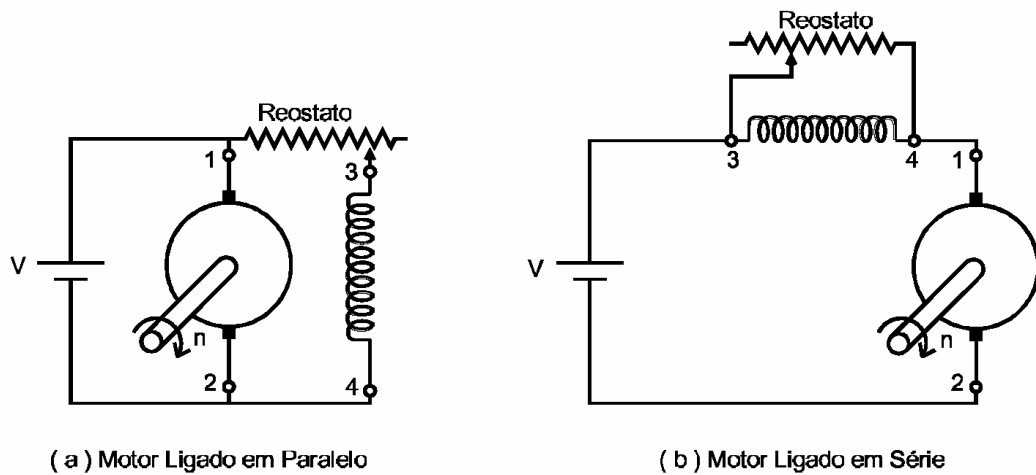 Reostato
3 4 1
V
n
2
( b ) Motor Ligado em Série
Reostato
1
3
V
n
2 4
( a ) Motor Ligado em Paralelo